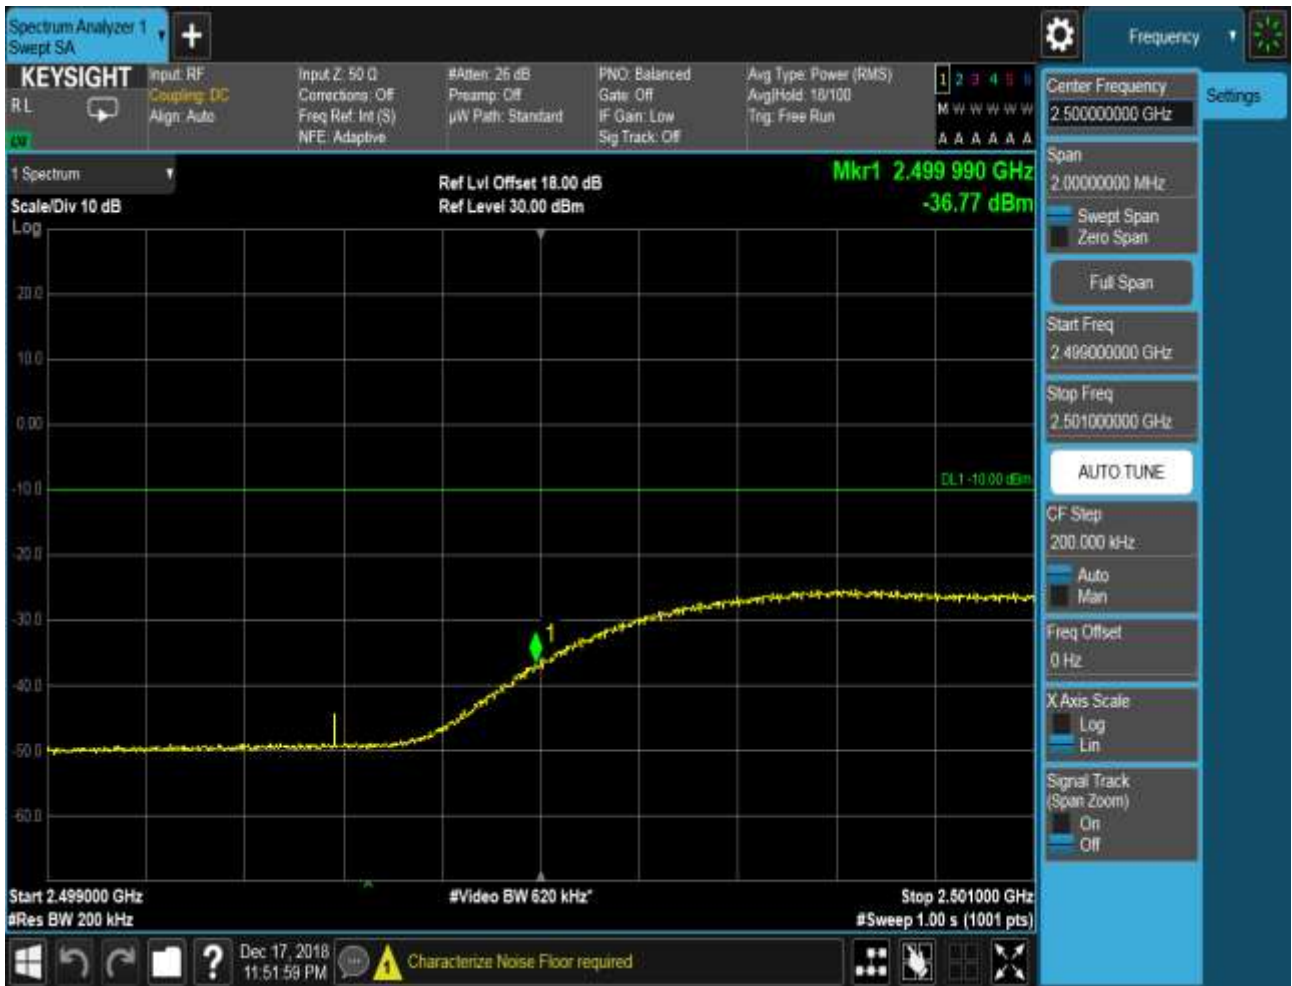 Spectrum Analyzer 1
Swept SA
+
Frequency
KEYSIGHT
RL
Input: RF
Coupling: DC
Align: Auto
Input Z: 50 Ω
Corrections: Off
Freq Ref: Int (S)
NFE: Adaptive
#Atten: 26 dB
Preamp: Off
µW Path: Standard
PNO: Balanced
Gate: Off
IF Gain: Low
Sig Track: Off
Avg Type: Power (RMS)
Avg|Hold: 18/100
Trig: Free Run
1 2 3 4 5 6
M W W W W W
A A A A A A
1 Spectrum
Scale/Div 10 dB
Log
Ref Lvl Offset 18.00 dB
Ref Level 30.00 dBm
Mkr1 2.499 990 GHz
-36.77 dBm
20.0
10.0
0.00
-10.0
-20.0
-30.0
-40.0
-50.0
-60.0
DL1 -10.00 dBm
1
Start 2.499000 GHz
#Res BW 200 kHz
#Video BW 620 kHz*
Stop 2.501000 GHz
#Sweep 1.00 s (1001 pts)
Center Frequency
2.500000000 GHz
Settings
Span
2.00000000 MHz
Swept Span
Zero Span
Full Span
Start Freq
2.499000000 GHz
Stop Freq
2.501000000 GHz
AUTO TUNE
CF Step
200.000 kHz
Auto
Man
Freq Offset
0 Hz
X Axis Scale
Log
Lin
Signal Track
(Span Zoom)
On
Off
?
Dec 17, 2018
11:51:59 PM
1
Characterize Noise Floor required